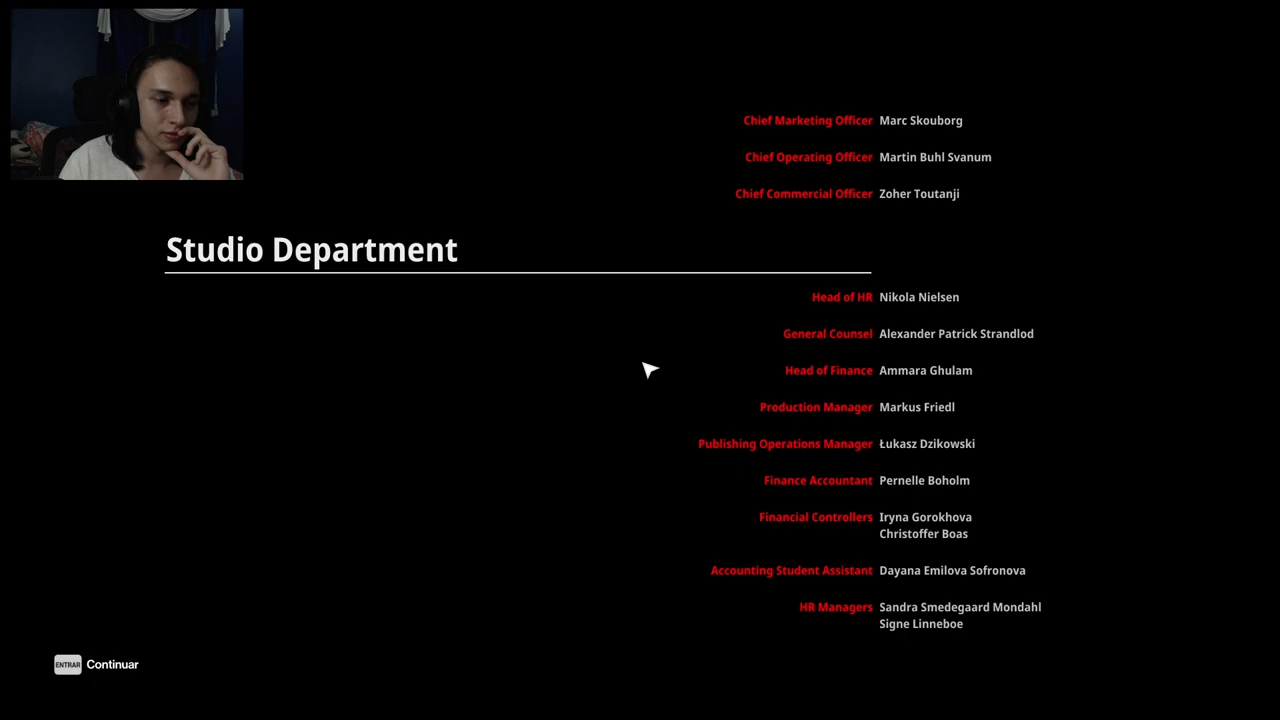 Chief Marketing Officer Marc Skouborg
Chief Operating Officer Martin Buhl Svanum
Chief Commercial Officer Zoher Toutanji
Studio Department
Head of HR Nikola Nielsen
General Counsel Alexander Patrick Strandlod
Head of Finance Ammara Ghulam
Production Manager Markus Friedl
Publishing Operations Manager Łukasz Dzikowski
Finance Accountant Pernelle Boholm
Financial Controllers Iryna Gorokhova
Christoffer Boas
Accounting Student Assistant Dayana Emilova Sofronova
HR Managers Sandra Smedegaard Mondahl
Signe Linneboe
ENTRAR Continuar